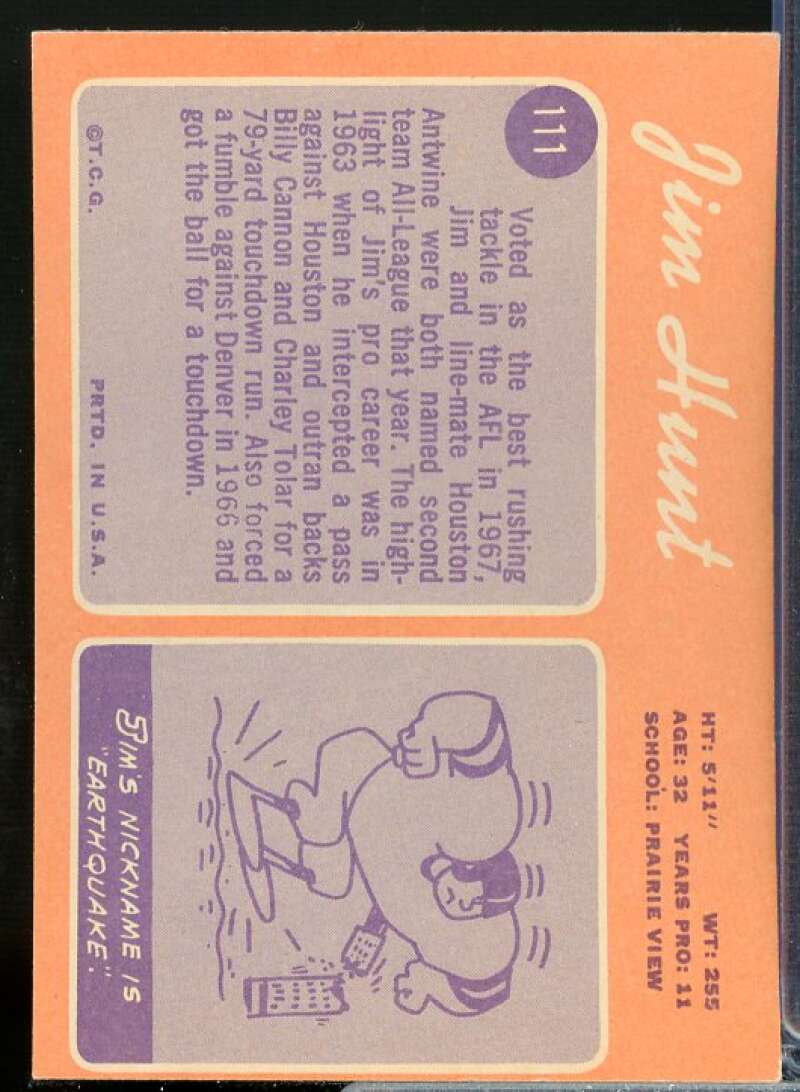 Jim Hunt
HT: 5'11" WT: 255
AGE: 32 YEARS PRO: 11
SCHOOL: PRAIRIE VIEW
111
Voted as the best rushing
tackle in the AFL in 1967,
Jim and line-mate Houston
Antwine were both named second
team All-League that year. The high-
light of Jim's pro career was in
1963 when he intercepted a pass
against Houston and outran backs
Billy Cannon and Charley Tolar for a
79-yard touchdown run. Also forced
a fumble against Denver in 1966 and
got the ball for a touchdown.
©T.C.G. PRTD. IN U.S.A.
JIM'S NICKNAME IS
"EARTHQUAKE".